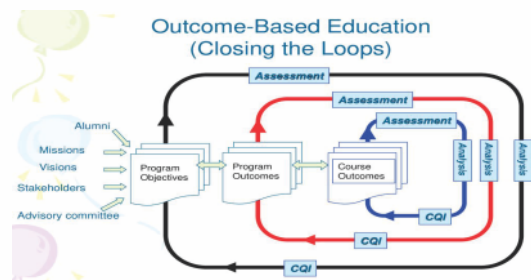 Outcome-Based Education
(Closing the Loops)
Assessment
Assessment
Assessment
Alumni
Missions
Visions
Stakeholders
Advisory committee
Program
Objectives
Program
Outcomes
Course
Outcomes
Analysis
Analysis
Analysis
CQI
CQI
CQI